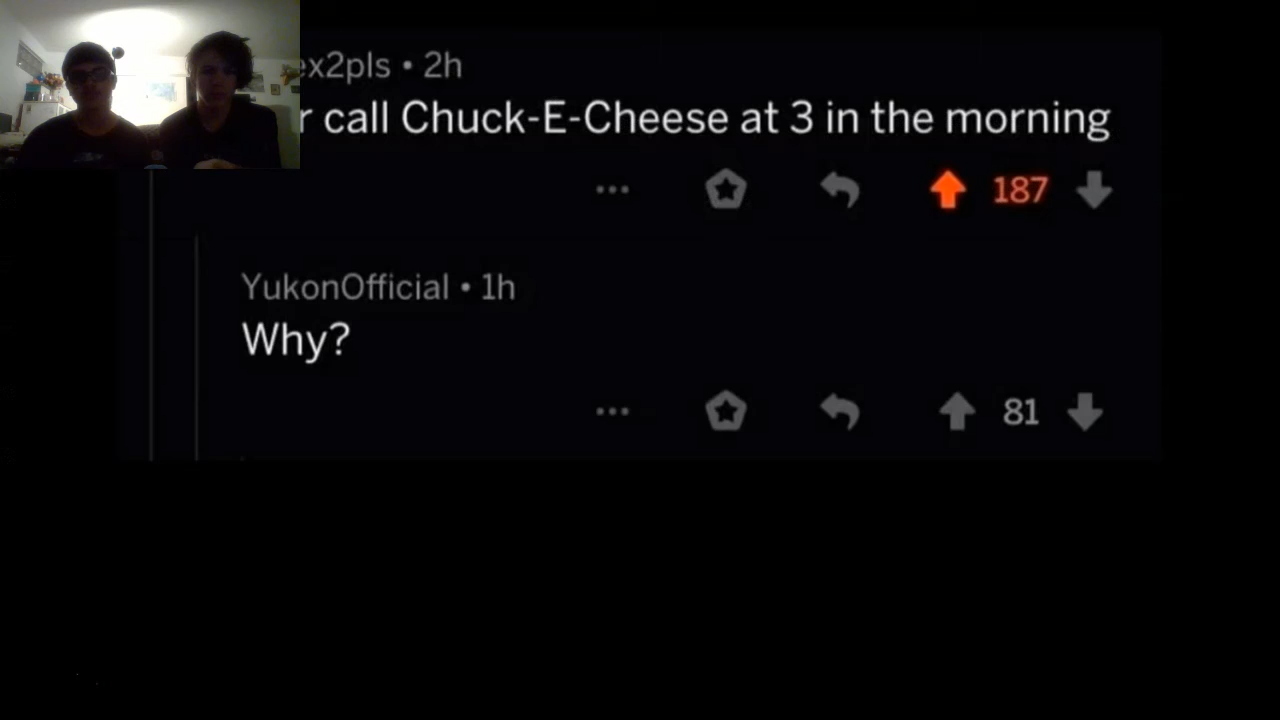 ex2pls • 2h
r call Chuck-E-Cheese at 3 in the morning
187
YukonOfficial • 1h
Why?
81